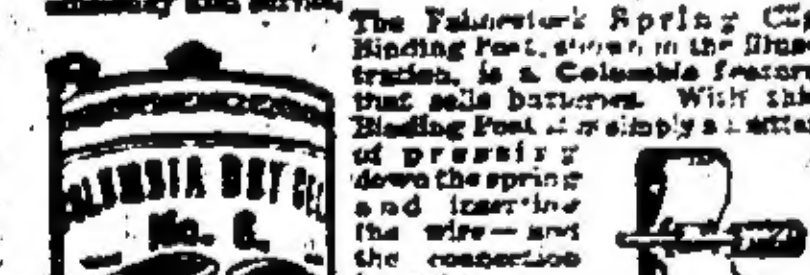 The Fahnestock Spring Clip
Binding Post, shown in the Illus
tration, is a Columbia feature
that sells batteries. With this
Binding Post it is simply a matter
of pressing
down the spring
and inserting
the wire — and
the connection
COLUMBIA DRY CELL
No. 6.